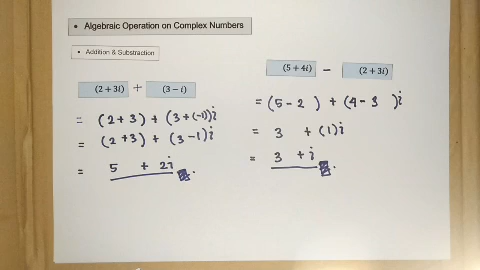 • Algebraic Operation on Complex Numbers
• Addition & Substraction
(2 + 3i) + (3 − i)
= (2+3) + (3+(-1))i
= (2+3) + (3-1)i
= 5 + 2i
(5 + 4i) − (2 + 3i)
= (5-2) + (4-3)i
= 3 + (1)i
= 3 + i